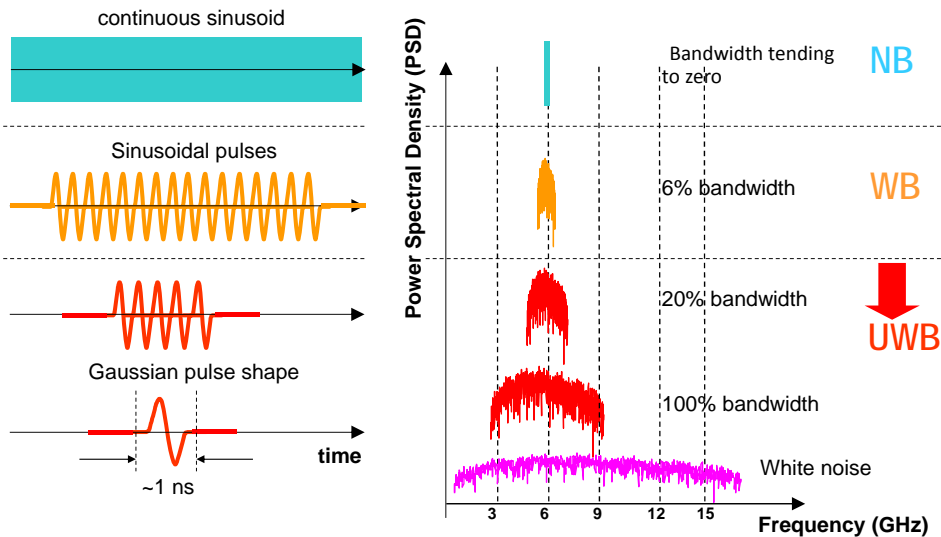 continuous sinusoid
Sinusoidal pulses
Gaussian pulse shape
time
~1 ns
Power Spectral Density (PSD)
Bandwidth tending
to zero
NB
6% bandwidth
WB
20% bandwidth
UWB
100% bandwidth
White noise
3 6 9 12 15
Frequency (GHz)